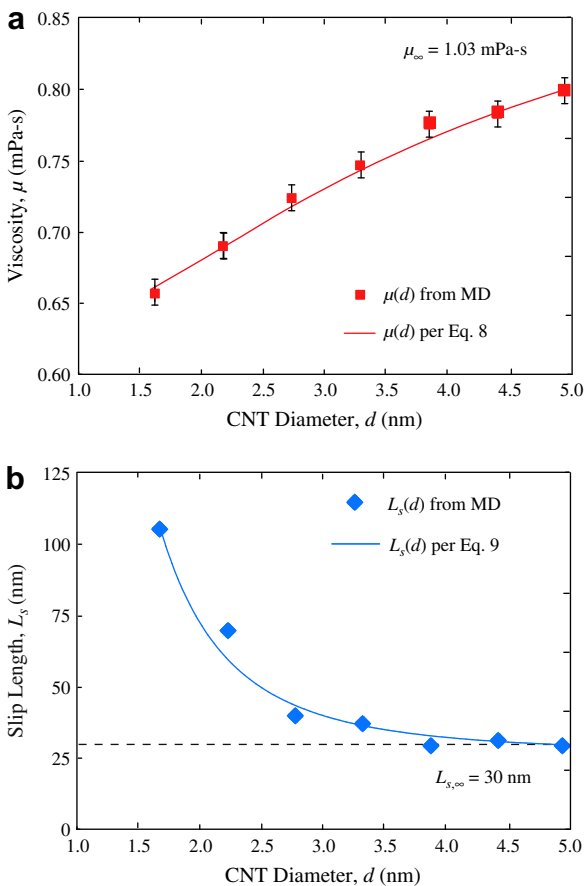 a
μ∞ = 1.03 mPa-s
0.85
0.80
0.75
0.70
0.65
0.60
Viscosity, μ (mPa-s)
μ(d) from MD
μ(d) per Eq. 8
1.0 1.5 2.0 2.5 3.0 3.5 4.0 4.5 5.0
CNT Diameter, d (nm)
b
125
100
75
50
25
0
Slip Length, Ls (nm)
Ls(d) from MD
Ls(d) per Eq. 9
Ls,∞ = 30 nm
1.0 1.5 2.0 2.5 3.0 3.5 4.0 4.5 5.0
CNT Diameter, d (nm)